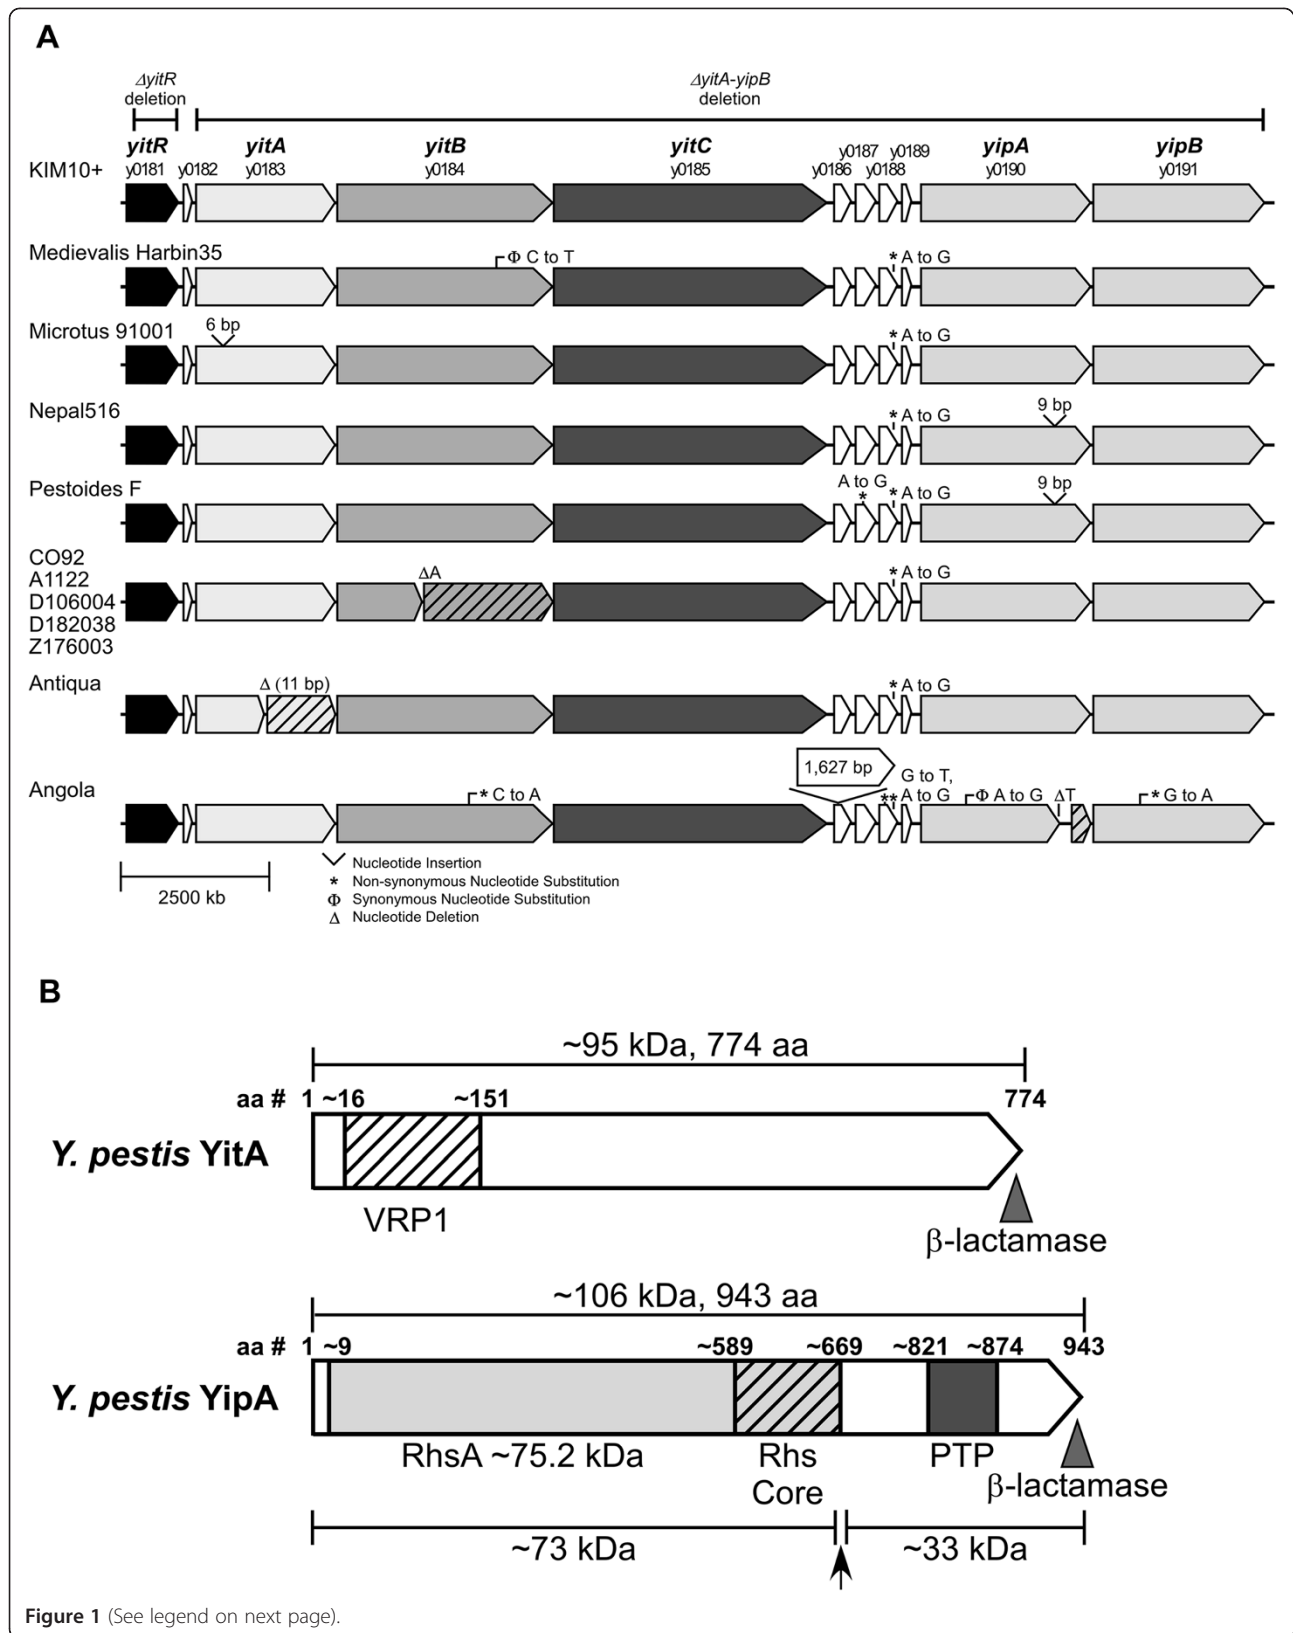 A
ΔyitR
deletion
ΔyitA-yipB
deletion
yitR yitA yitB yitC yipA yipB
y0187 y0189
KIM10+ y0181 y0182 y0183 y0184 y0185 y0186 y0188 y0190 y0191
Medievalis Harbin35
Φ C to T * A to G
Microtus 91001 6 bp * A to G
Nepal516 * A to G 9 bp
Pestoides F A to G * * A to G 9 bp
CO92
A1122
D106004
D182038
Z176003
ΔA * A to G
Antiqua Δ (11 bp) * A to G
1,627 bp
G to T,
Angola * C to A ** A to G Φ A to G ΔT * G to A
2500 kb
Nucleotide Insertion
* Non-synonymous Nucleotide Substitution
Φ Synonymous Nucleotide Substitution
Δ Nucleotide Deletion
B
~95 kDa, 774 aa
aa # 1 ~16 ~151 774
Y. pestis YitA
VRP1
β-lactamase
~106 kDa, 943 aa
aa # 1 ~9 ~589 ~669 ~821 ~874 943
Y. pestis YipA
RhsA ~75.2 kDa Rhs
Core PTP
β-lactamase
~73 kDa ~33 kDa
Figure 1 (See legend on next page).